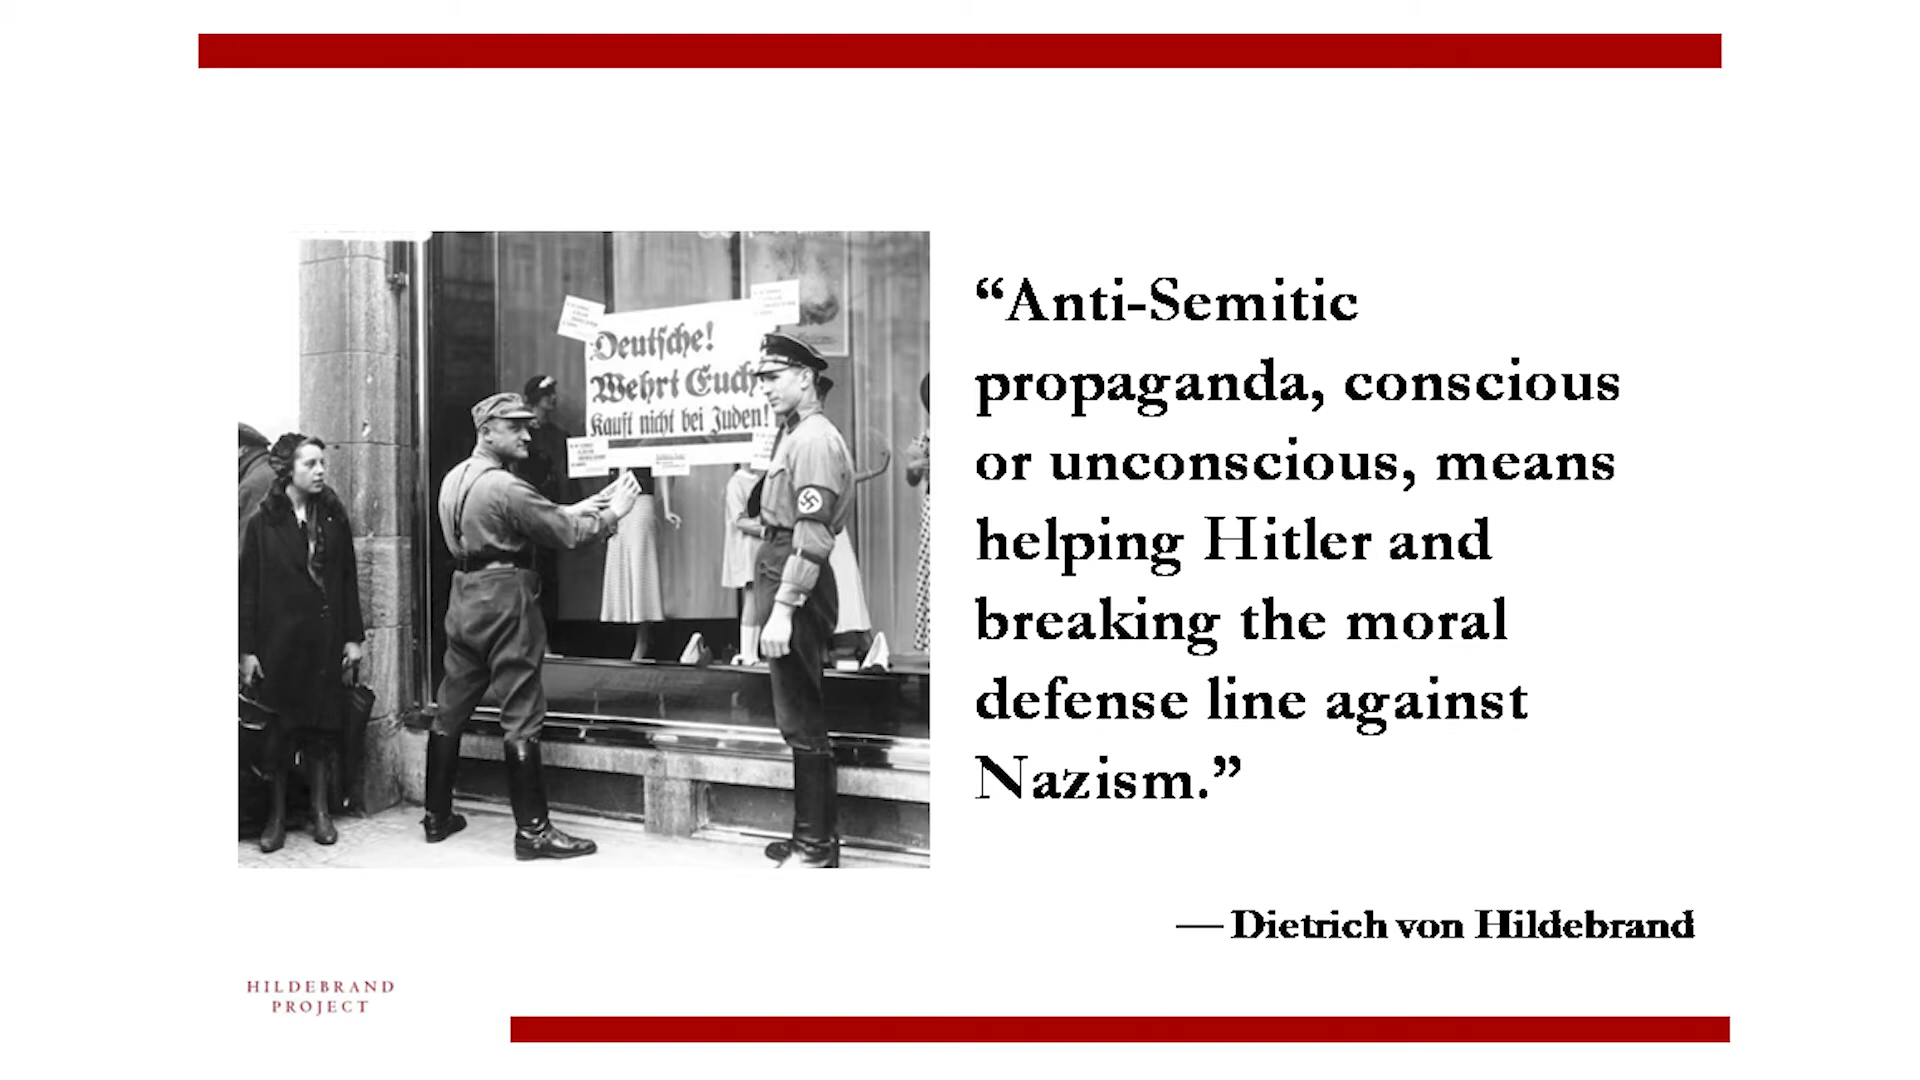 Deutsche!
Wehrt Euch
Kauft nicht bei Juden!
“Anti-Semitic
propaganda, conscious
or unconscious, means
helping Hitler and
breaking the moral
defense line against
Nazism.”
— Dietrich von Hildebrand
HILDEBRAND
PROJECT